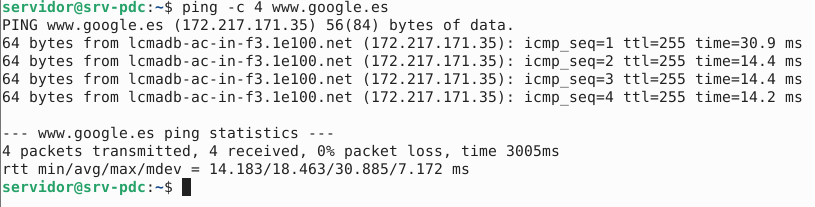 servidor@srv-pdc:~$ ping -c 4 www.google.es
PING www.google.es (172.217.171.35) 56(84) bytes of data.
64 bytes from lcmadb-ac-in-f3.1e100.net (172.217.171.35): icmp_seq=1 ttl=255 time=30.9 ms
64 bytes from lcmadb-ac-in-f3.1e100.net (172.217.171.35): icmp_seq=2 ttl=255 time=14.4 ms
64 bytes from lcmadb-ac-in-f3.1e100.net (172.217.171.35): icmp_seq=3 ttl=255 time=14.4 ms
64 bytes from lcmadb-ac-in-f3.1e100.net (172.217.171.35): icmp_seq=4 ttl=255 time=14.2 ms

--- www.google.es ping statistics ---
4 packets transmitted, 4 received, 0% packet loss, time 3005ms
rtt min/avg/max/mdev = 14.183/18.463/30.885/7.172 ms
servidor@srv-pdc:~$